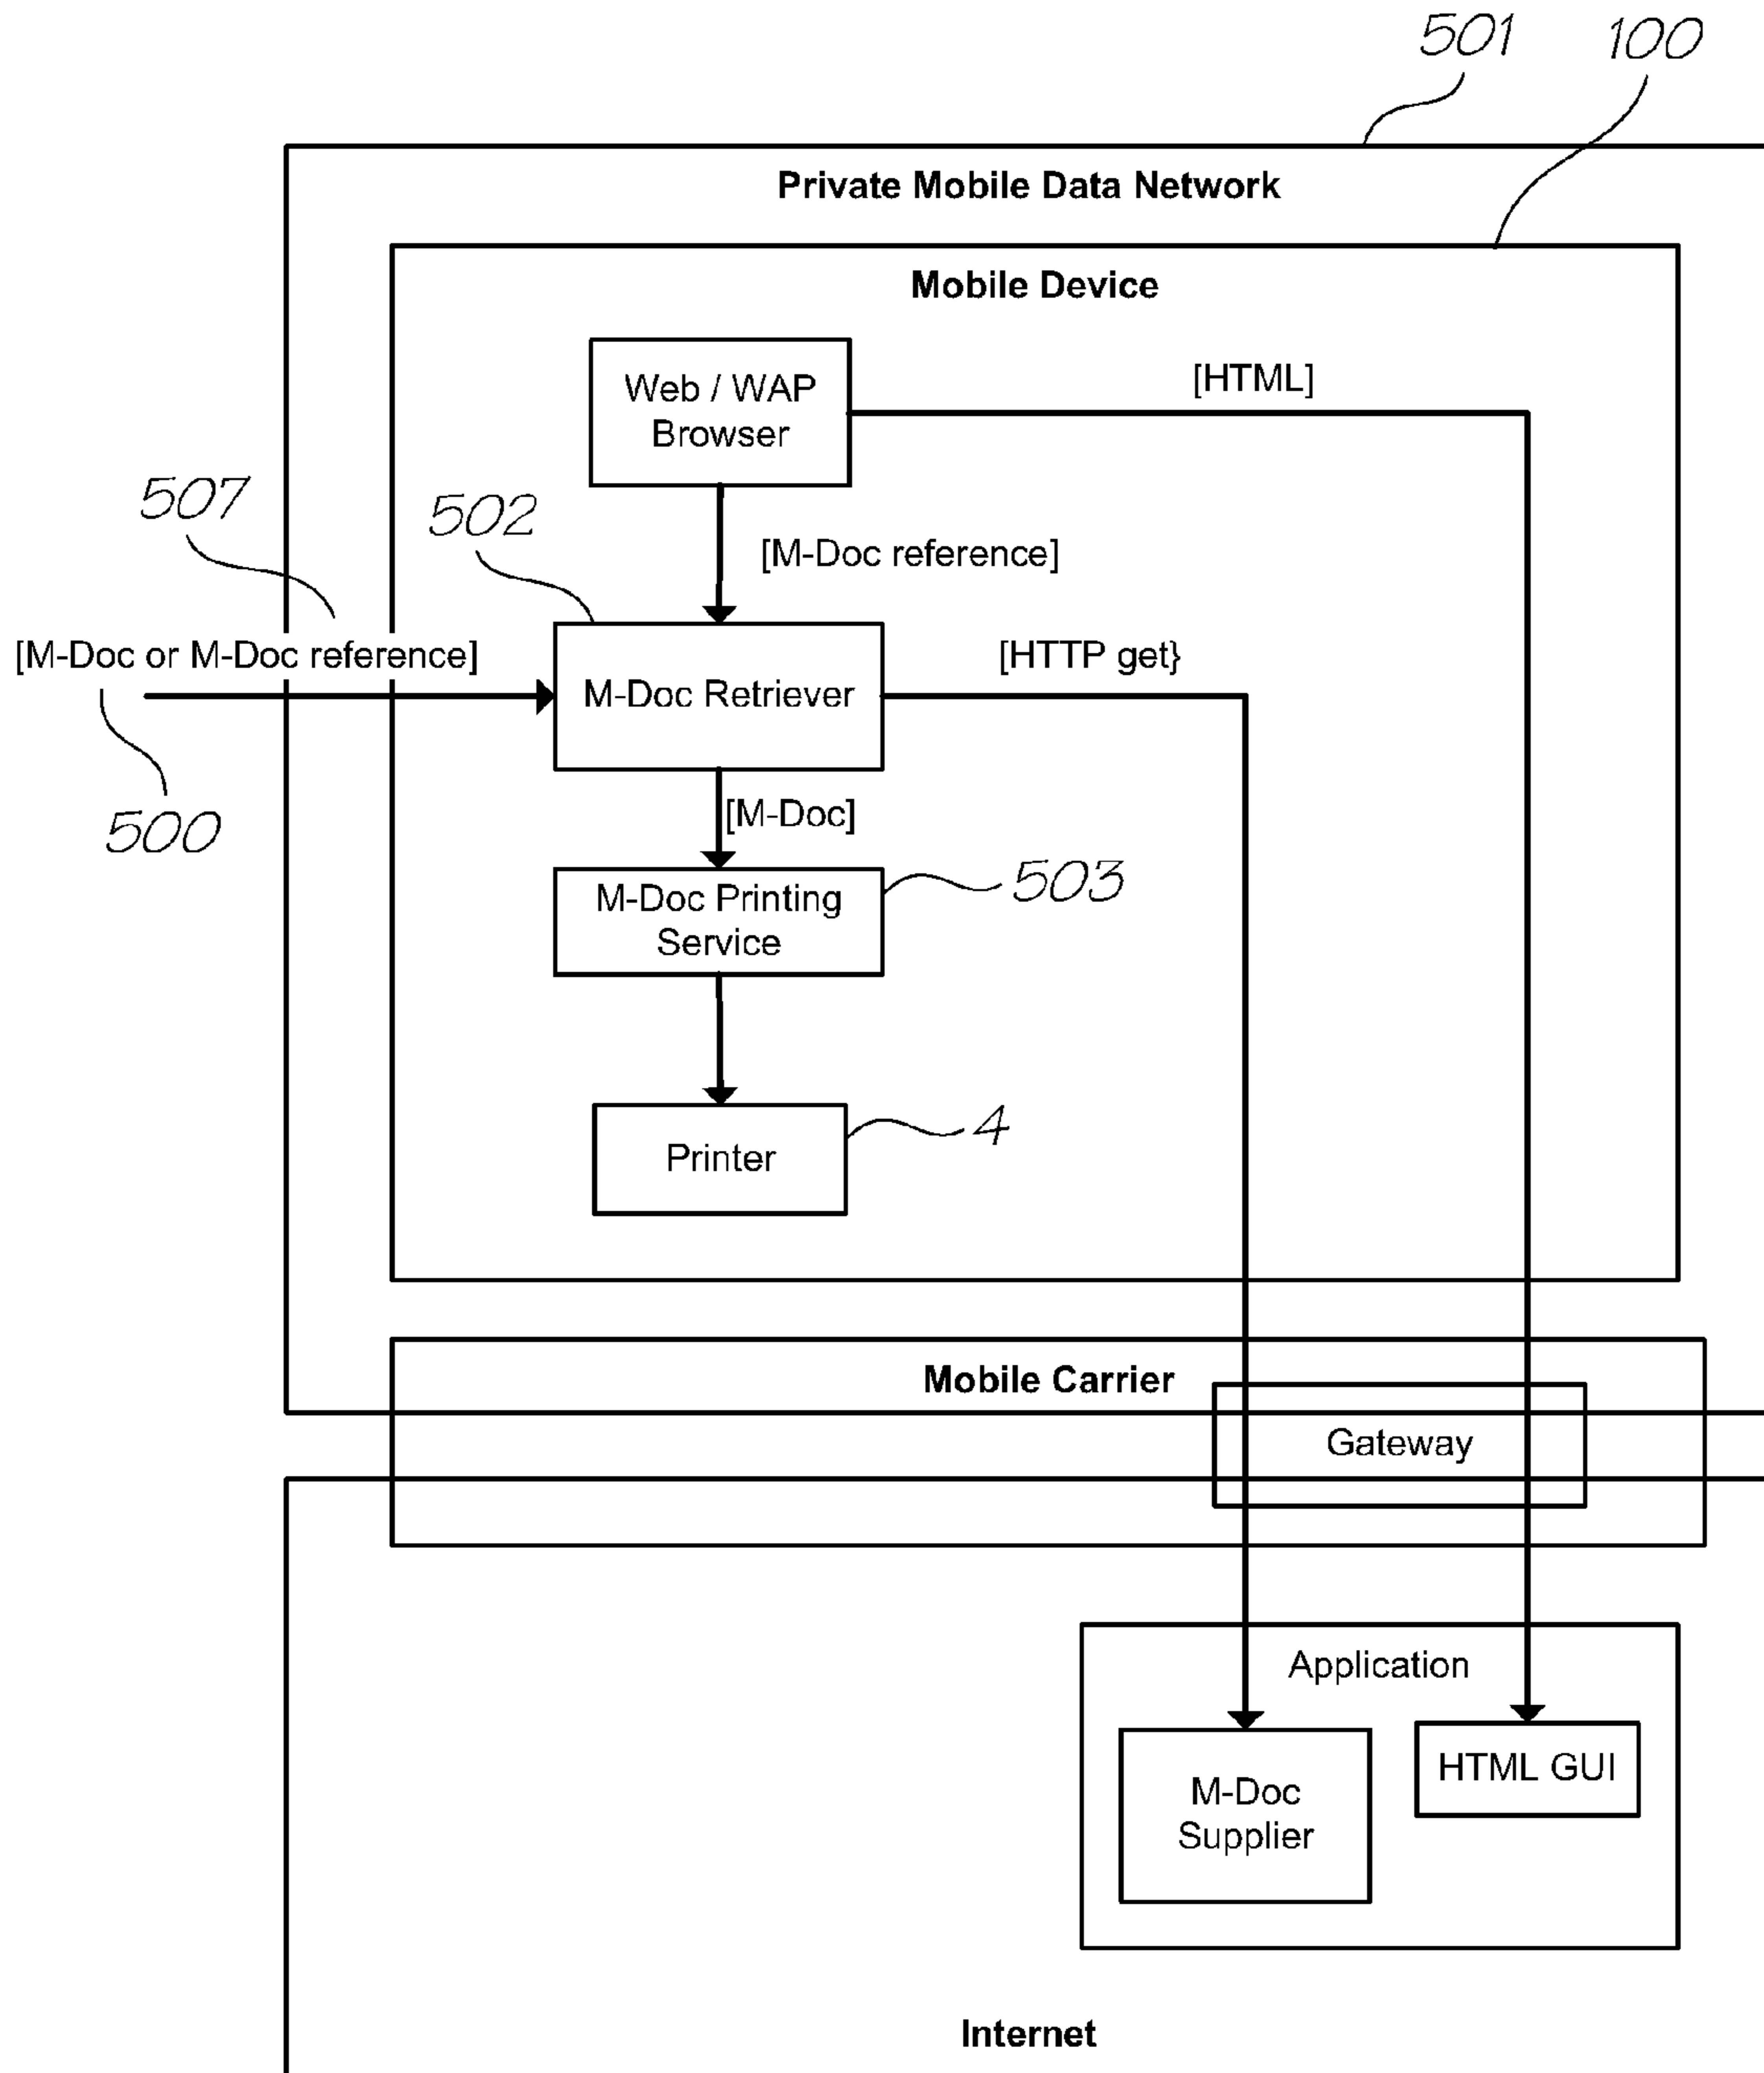 501
100
Private Mobile Data Network
Mobile Device
Web / WAP
Browser
[HTML]
507
502
[M-Doc reference]
[M-Doc or M-Doc reference]
M-Doc Retriever
[HTTP get}
500
[M-Doc]
M-Doc Printing
Service
503
Printer
4
Mobile Carrier
Gateway
Application
M-Doc
Supplier
HTML GUI
Internet